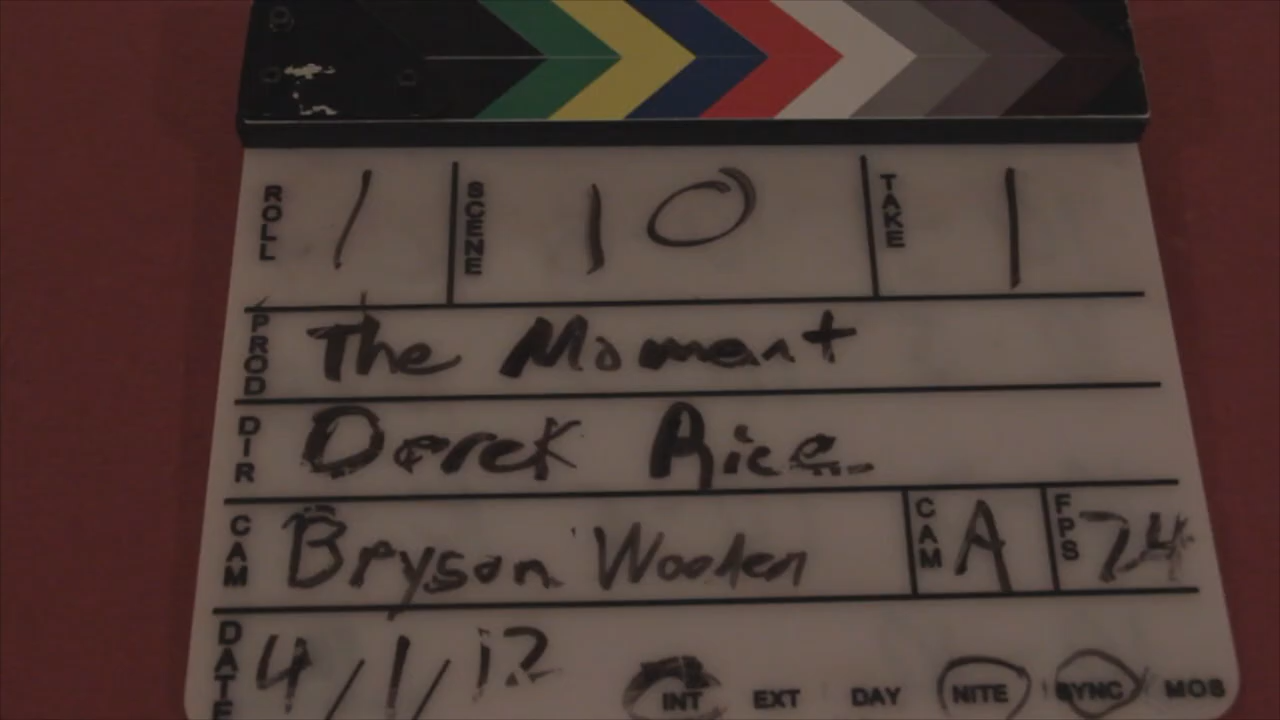 ROLL 1 SCENE 10 TAKE 1
PROD The Moment
DIR Derek Rice
CAM Bryson Wooden CAM A FPS 24
DATE 4/1/12 INT EXT DAY NITE SYNC MOS